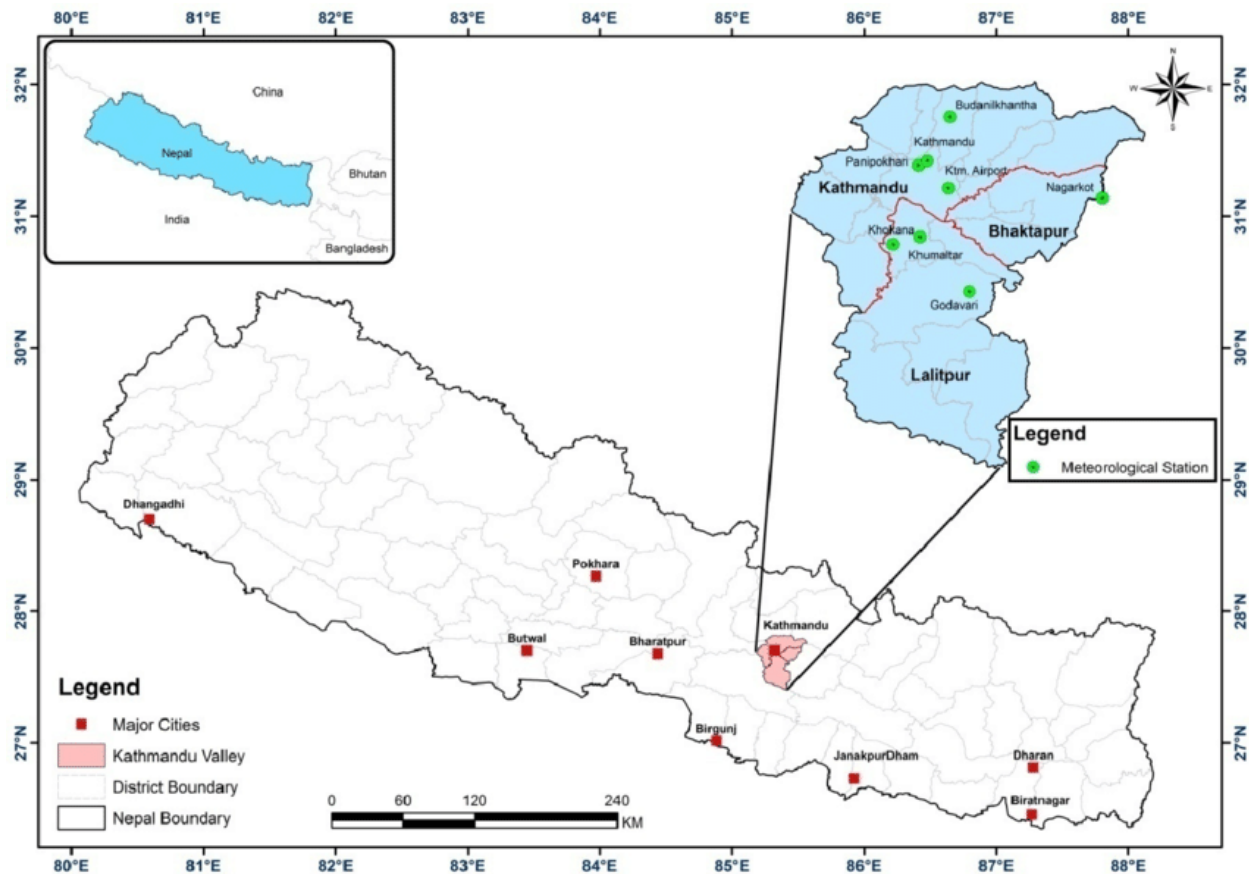 80°E 81°E 82°E 83°E 84°E 85°E 86°E 87°E 88°E
32°N
31°N
30°N
29°N
28°N
27°N
China
Nepal
Bhutan
India
Bangladesh
N
W E
S
Budanilkhantha
Kathmandu
Panipokhari
Ktm. Airport
Kathmandu
Nagarkot
Khokana
Bhaktapur
Khumaltar
Godavari
Lalitpur
Legend
Meteorological Station
32°N
31°N
30°N
29°N
28°N
27°N
Dhangadhi
Pokhara
Kathmandu
Butwal
Bharatpur
Birgunj
JanakpurDham
Dharan
Biratnagar
Legend
Major Cities
Kathmandu Valley
District Boundary
Nepal Boundary
0 60 120 240
KM
80°E 81°E 82°E 83°E 84°E 85°E 86°E 87°E 88°E